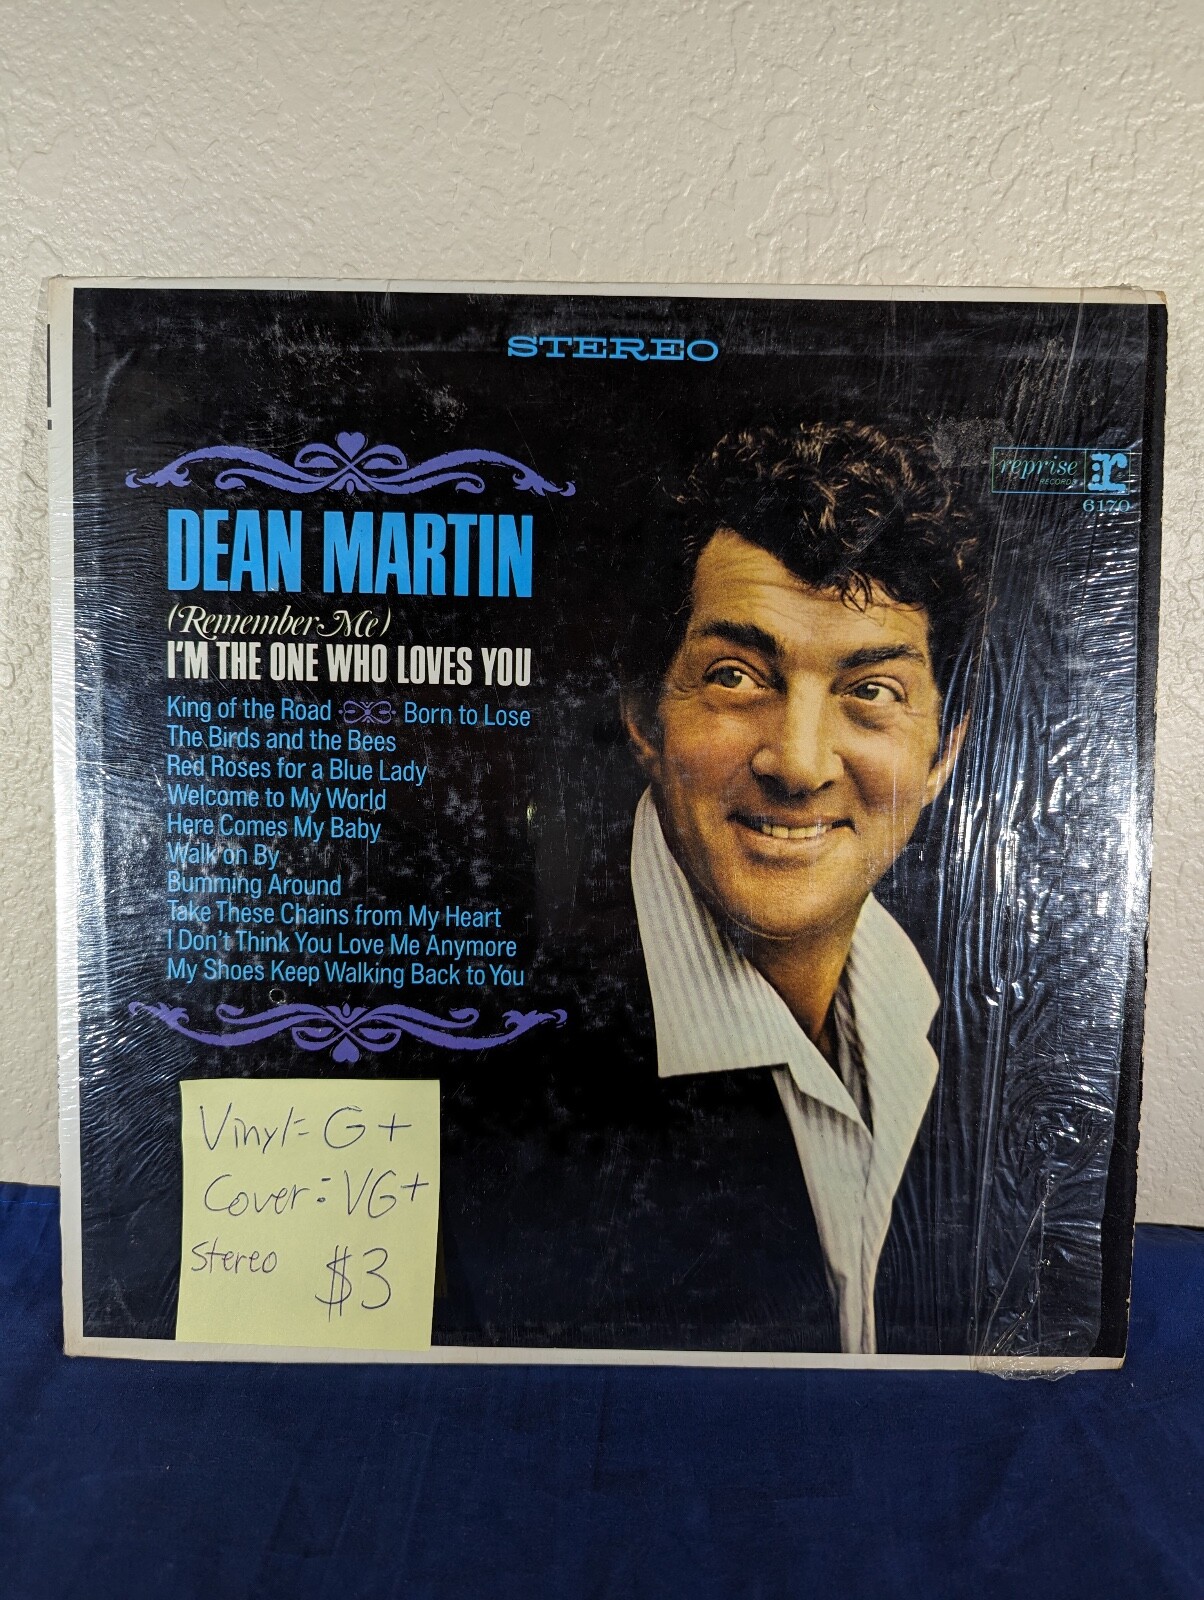 STEREO
reprise
RECORDS
r:
6170
DEAN MARTIN
(Remember Me)
I'M THE ONE WHO LOVES YOU
King of the Road Born to Lose
The Birds and the Bees
Red Roses for a Blue Lady
Welcome to My World
Here Comes My Baby
Walk on By
Bumming Around
Take These Chains from My Heart
I Don't Think You Love Me Anymore
My Shoes Keep Walking Back to You
Vinyl= G+
Cover: VG+
Stereo $3